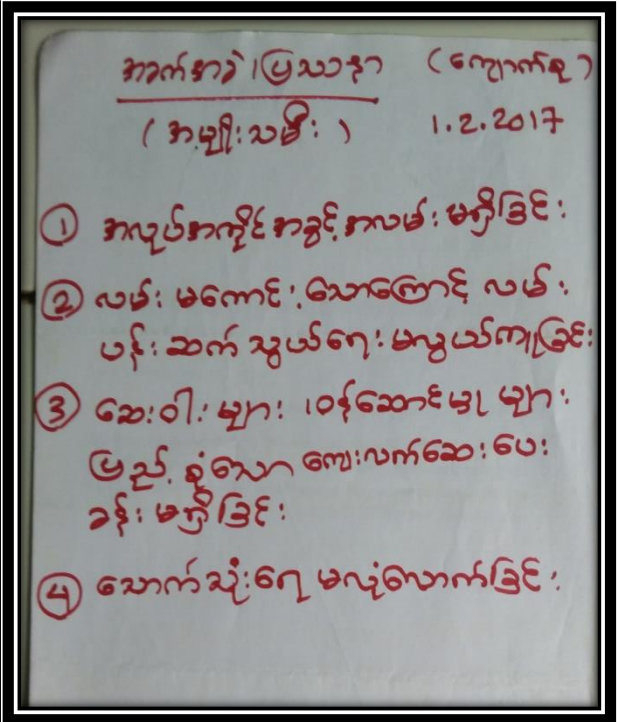 အခက်အခဲ၊ပြဿနာ (ကျောက်စု)
(အမျိုးသမီး) 1.2.2017
① အလုပ်အကိုင်အခွင့်အလမ်းမရှိခြင်း
② လမ်းမကောင်းသောကြောင့် လမ်း
ပန်းဆက်သွယ်ရေးမလွယ်ကူခြင်း
③ ဆေးဝါးများ၊ဝန်ဆောင်မှုများ
ပြည့်စုံသော ကျေးလက်ဆေးပေး
ခန်းမရှိခြင်း
④ သောက်သုံးရေမလုံလောက်ခြင်း